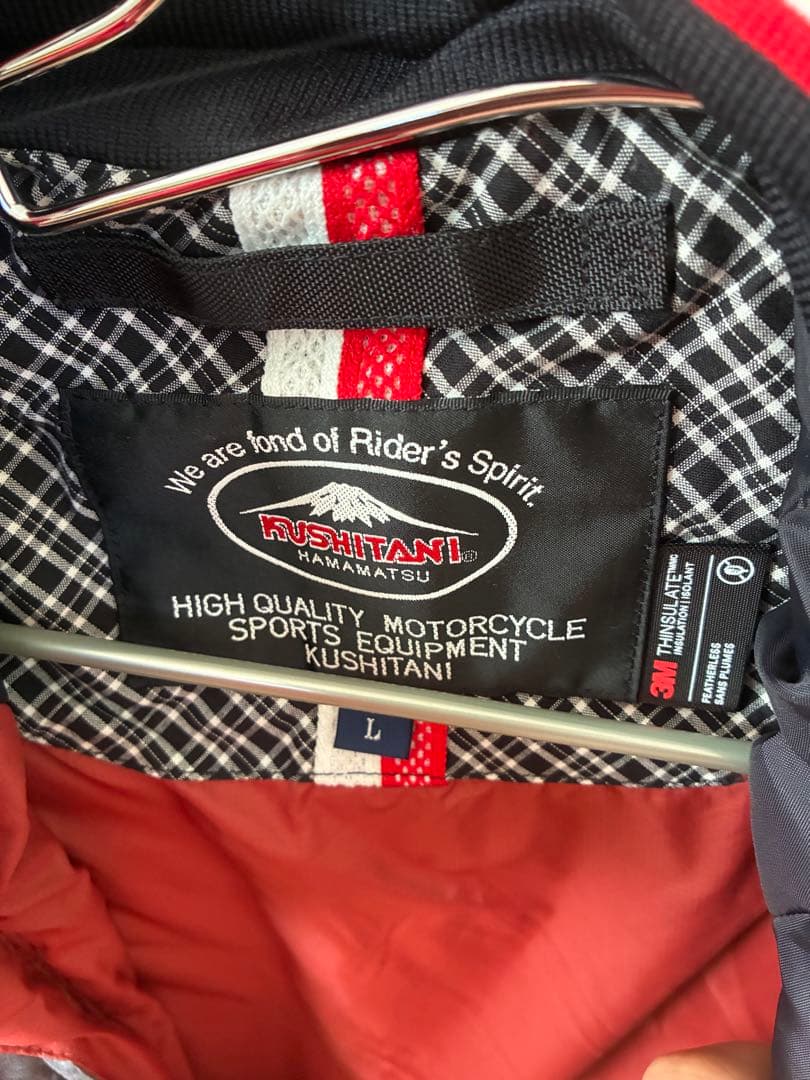 We are fond of Rider's Spirit.
KUSHITANI®
HAMAMATSU
HIGH QUALITY MOTORCYCLE
SPORTS EQUIPMENT
KUSHITANI
3M THINSULATE
INSULATION | ISOLANT
FEATHERLESS
SANS PLUMES
L